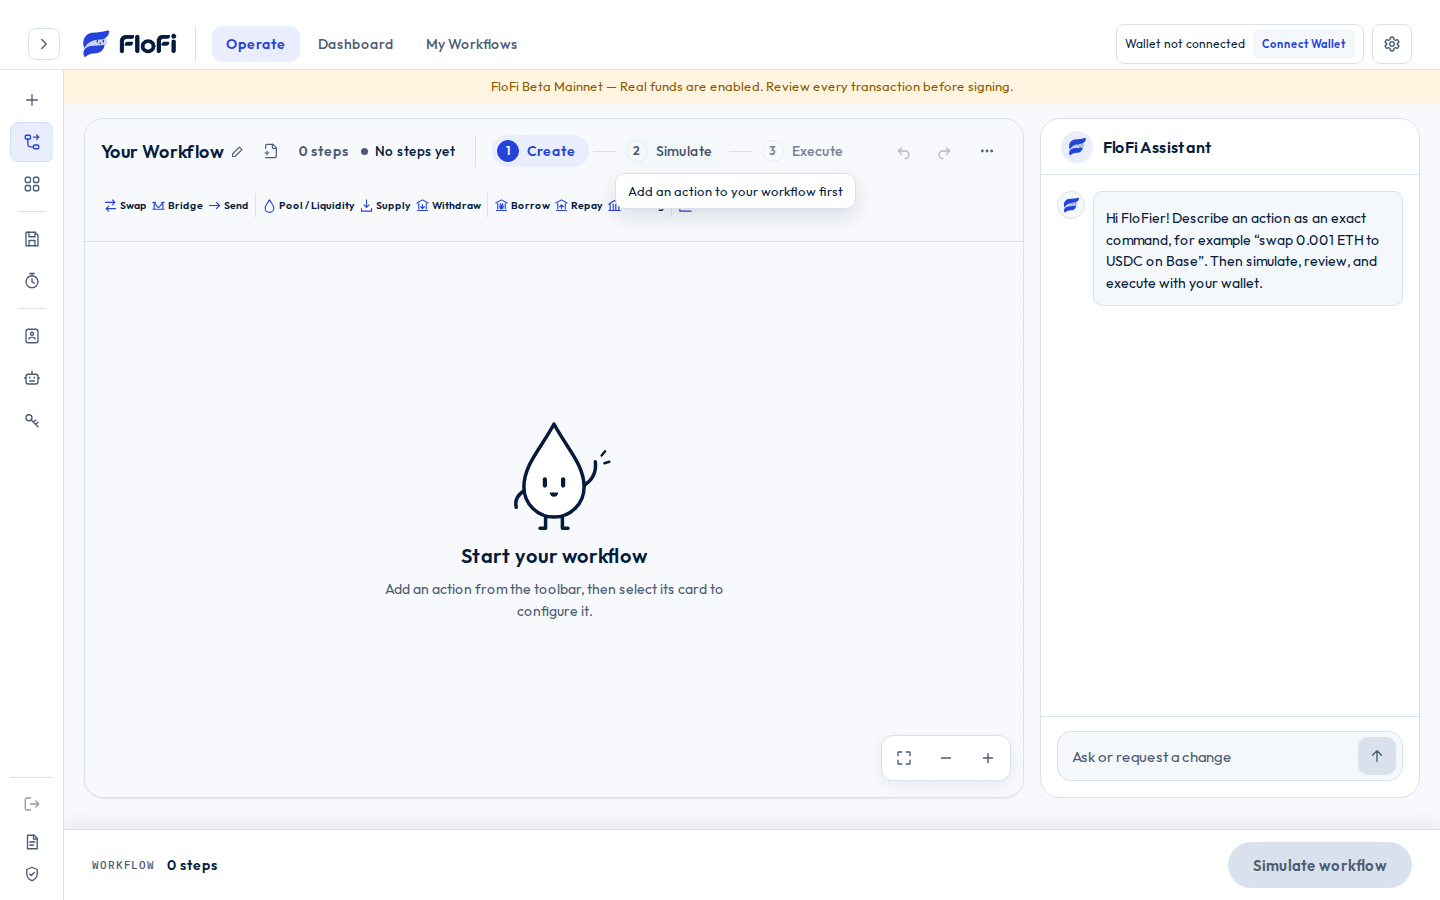 FloFi
Operate
Dashboard
My Workflows
Wallet not connected
Connect Wallet
FloFi Beta Mainnet — Real funds are enabled. Review every transaction before signing.
Your Workflow
0 steps
No steps yet
1 Create
2 Simulate
3 Execute
Add an action to your workflow first
Swap
Bridge
Send
Pool / Liquidity
Supply
Withdraw
Borrow
Repay
Start your workflow
Add an action from the toolbar, then select its card to
configure it.
FloFi Assistant
Hi FloFier! Describe an action as an exact
command, for example “swap 0.001 ETH to
USDC on Base”. Then simulate, review, and
execute with your wallet.
Ask or request a change
WORKFLOW 0 steps
Simulate workflow